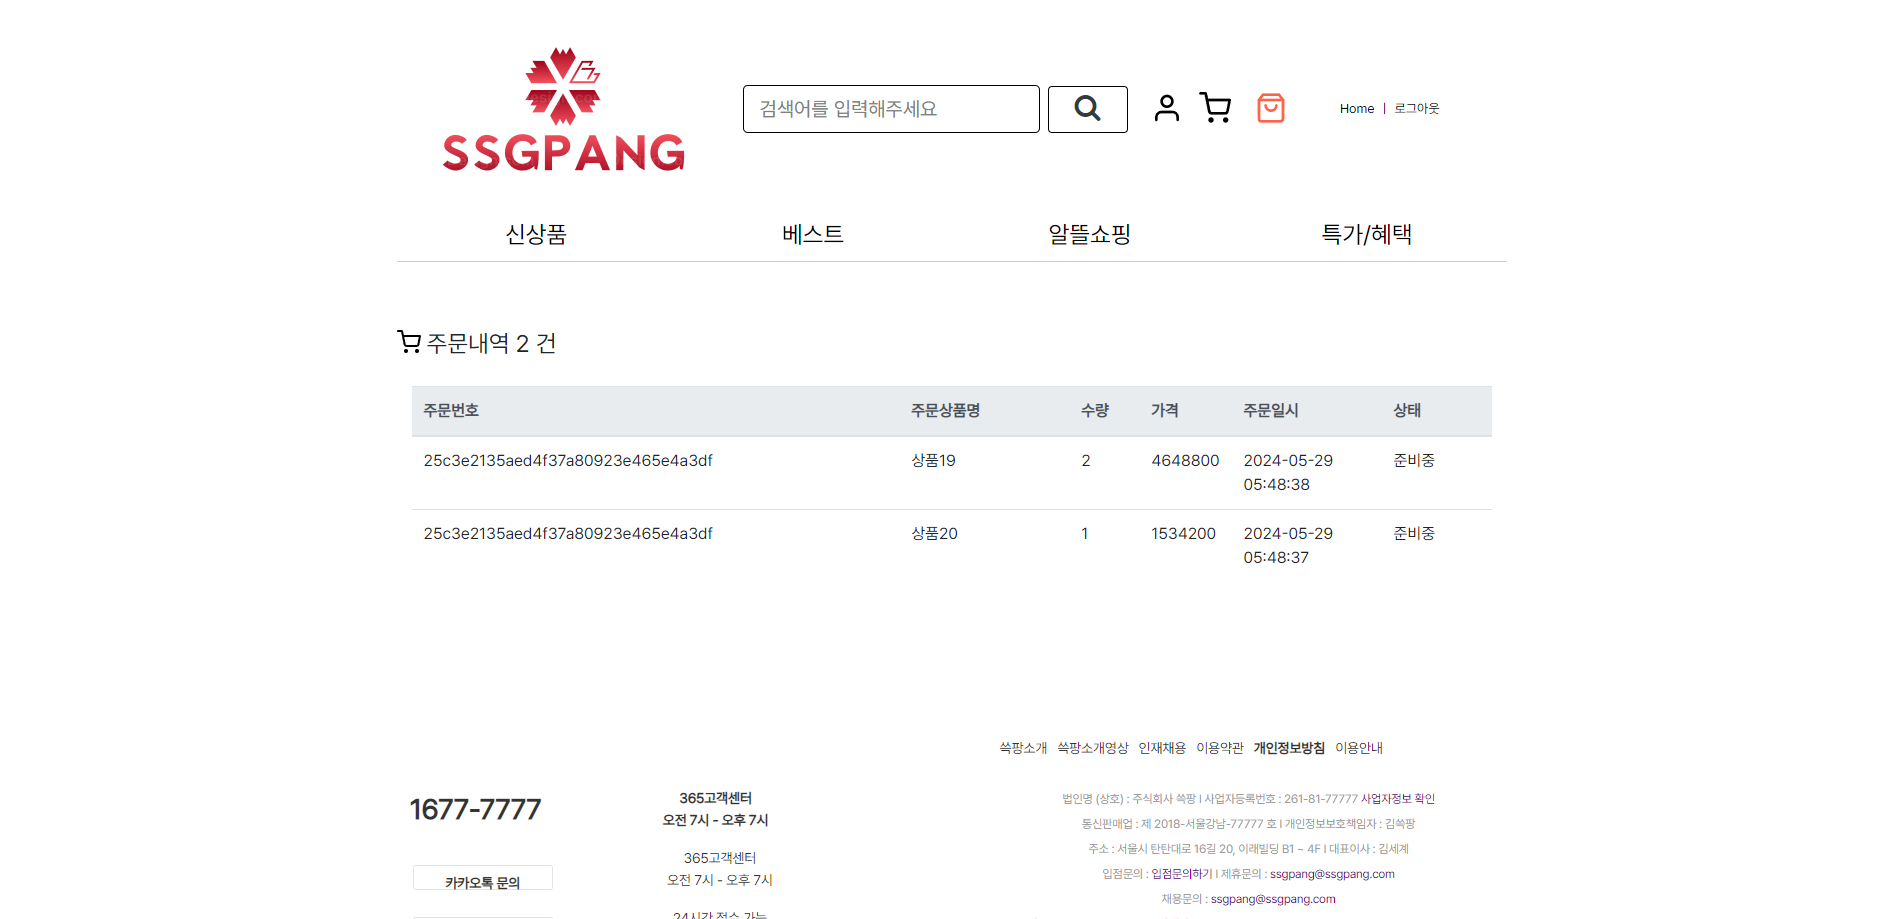 SSGPANG
검색어를 입력해주세요
Home | 로그아웃
신상품 베스트 알뜰쇼핑 특가/혜택
주문내역 2 건
주문번호 주문상품명 수량 가격 주문일시 상태
25c3e2135aed4f37a80923e465e4a3df 상품19 2 4648800 2024-05-29 준비중
05:48:38
25c3e2135aed4f37a80923e465e4a3df 상품20 1 1534200 2024-05-29 준비중
05:48:37
쓱팡소개 쓱팡소개영상 인재채용 이용약관 개인정보방침 이용안내
1677-7777
카카오톡 문의
365고객센터
오전 7시 - 오후 7시
365고객센터
오전 7시 - 오후 7시
24시간 접수 가능
법인명 (상호) : 주식회사 쓱팡 I 사업자등록번호 : 261-81-77777 사업자정보 확인
통신판매업 : 제 2018-서울강남-77777 호 I 개인정보보호책임자 : 김쓱팡
주소 : 서울시 탄탄대로 16길 20, 이래빌딩 B1 ~ 4F I 대표이사 : 김세계
입점문의 : 입점문의하기 I 제휴문의 : ssgpang@ssgpang.com
채용문의 : ssgpang@ssgpang.com